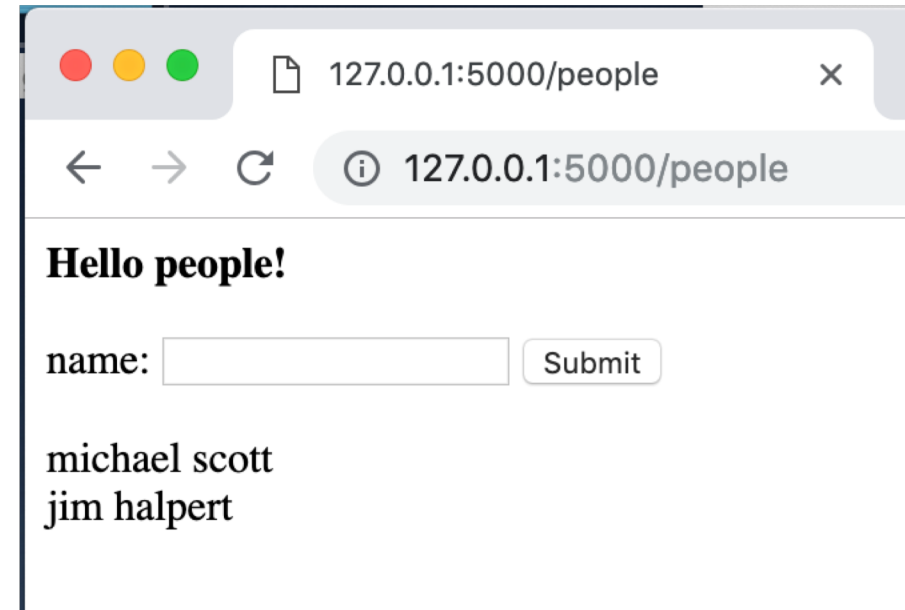 127.0.0.1:5000/people
127.0.0.1:5000/people
Hello people!
name: Submit
michael scott
jim halpert